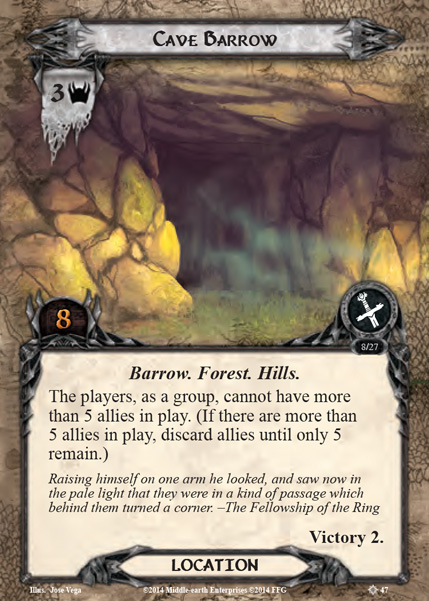 CAVE BARROW
3
8
8/27
Barrow. Forest. Hills.
The players, as a group, cannot have more
than 5 allies in play. (If there are more than
5 allies in play, discard allies until only 5
remain.)
Raising himself on one arm he looked, and saw now in
the pale light that they were in a kind of passage which
behind them turned a corner. –The Fellowship of the Ring
Victory 2.
LOCATION
Illus. Jose Vega
©2014 Middle-earth Enterprises ©2014 FFG
47